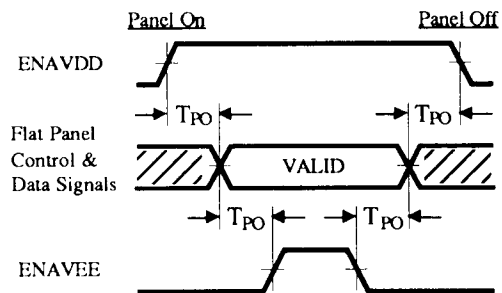 Panel On
Panel Off
ENAVDD
TPO
TPO
Flat Panel
Control &
Data Signals
VALID
TPO
TPO
ENAVEE